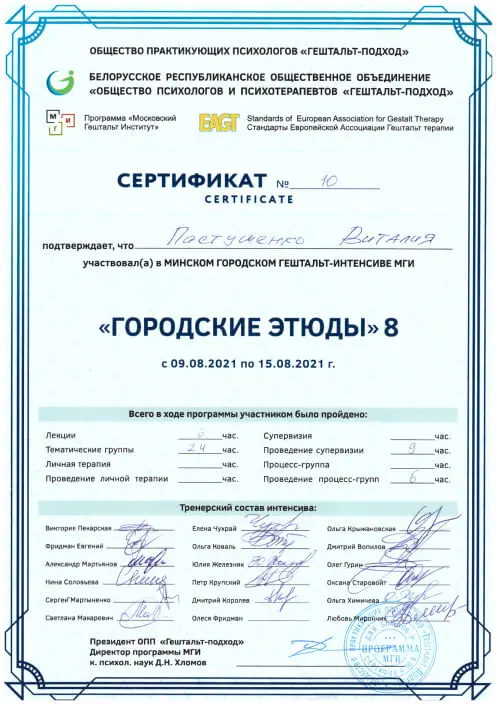 ОБЩЕСТВО ПРАКТИКУЮЩИХ ПСИХОЛОГОВ «ГЕШТАЛЬТ-ПОДХОД»
БЕЛОРУССКОЕ РЕСПУБЛИКАНСКОЕ ОБЩЕСТВЕННОЕ ОБЪЕДИНЕНИЕ
«ОБЩЕСТВО ПСИХОЛОГОВ И ПСИХОТЕРАПЕВТОВ «ГЕШТАЛЬТ-ПОДХОД»
М Г И
Программа «Московский
Гештальт Институт»
EAGT
Standards of European Association for Gestalt Therapy
Стандарты Европейской Ассоциации Гештальт терапии
СЕРТИФИКАТ № 10
CERTIFICATE
подтверждает, что Пастушенко Виталия
участвовал(а) в МИНСКОМ ГОРОДСКОМ ГЕШТАЛЬТ-ИНТЕНСИВЕ МГИ
«ГОРОДСКИЕ ЭТЮДЫ» 8
с 09.08.2021 по 15.08.2021 г.
Всего в ходе программы участником было пройдено:
Лекции час.
Тематические группы 24 час.
Личная терапия час.
Проведение личной терапии час.
Супервизия час.
Проведение супервизии 9 час.
Процесс-группа час.
Проведение процесс-групп 6 час.
Тренерский состав интенсива:
Виктория Пекарская Елена Чухрай Ольга Крыжановская
Фридман Евгений Ольга Коваль Дмитрий Волилов
Александр Мартьянов Юлия Железняк Олег Гурин
Нина Соловьева Петр Крупский Оксана Старовойт
Сергей Мартыненко Дмитрий Королев Ольга Химичева
Светлана Макаревич Олеся Фридман Любовь Мирончик
Президент ОПП «Гештальт-подход»
Директор программы МГИ
к. психол. наук Д.Н. Хломов
ПРОГРАММА
МГИ